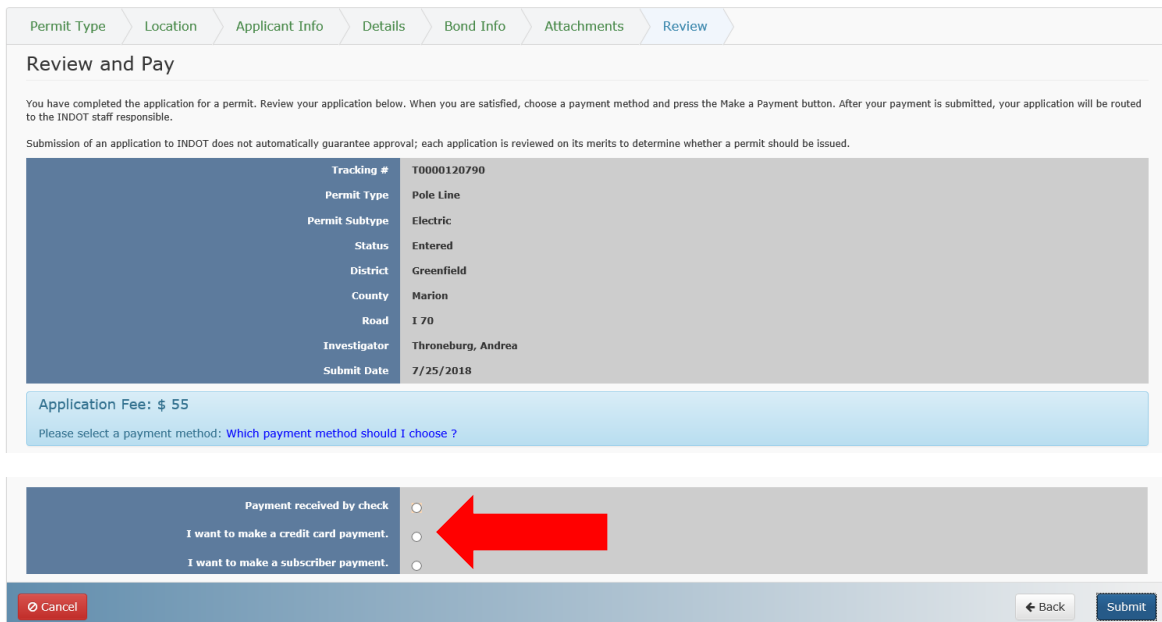 Permit Type Location Applicant Info Details Bond Info Attachments Review
Review and Pay
You have completed the application for a permit. Review your application below. When you are satisfied, choose a payment method and press the Make a Payment button. After your payment is submitted, your application will be routed
to the INDOT staff responsible.
Submission of an application to INDOT does not automatically guarantee approval; each application is reviewed on its merits to determine whether a permit should be issued.
Tracking # T0000120790
Permit Type Pole Line
Permit Subtype Electric
Status Entered
District Greenfield
County Marion
Road I 70
Investigator Throneburg, Andrea
Submit Date 7/25/2018
Application Fee: $ 55
Please select a payment method: Which payment method should I choose ?
Payment received by check
I want to make a credit card payment.
I want to make a subscriber payment.
Cancel Back Submit